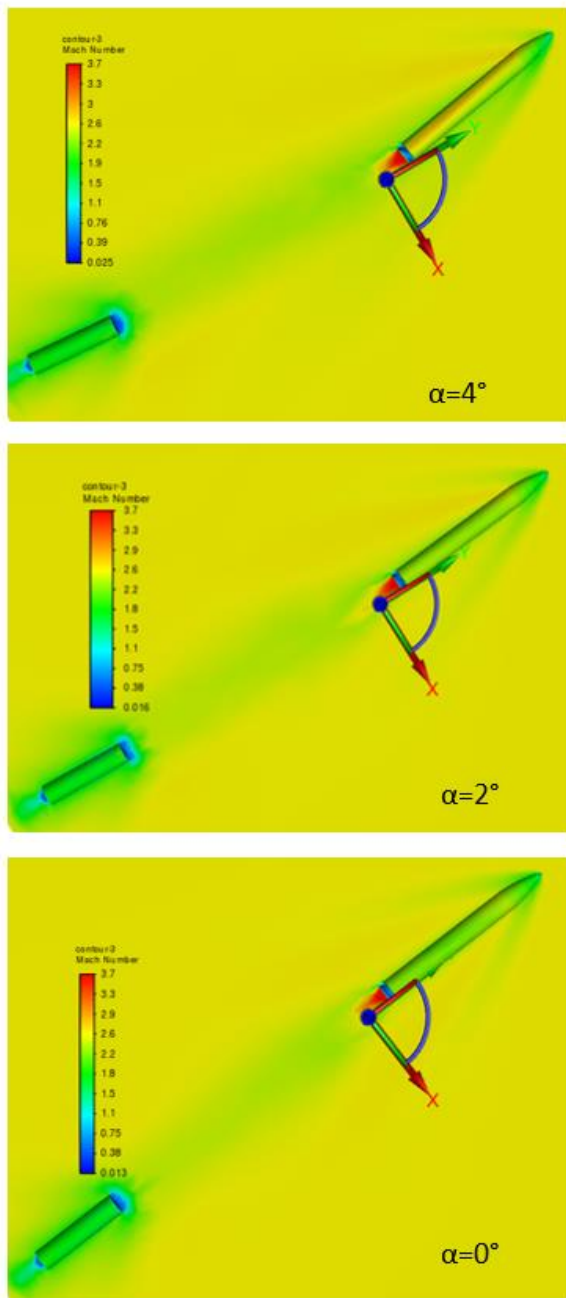 contour-3
Mach Number
3.7
3.3
3
2.6
2.2
1.9
1.5
1.1
0.76
0.39
0.025
Y
X
α=4°
contour-3
Mach Number
3.7
3.3
2.9
2.6
2.2
1.8
1.5
1.1
0.75
0.38
0.016
Y
X
α=2°
contour-3
Mach Number
3.7
3.3
2.9
2.6
2.2
1.8
1.5
1.1
0.75
0.38
0.013
X
α=0°